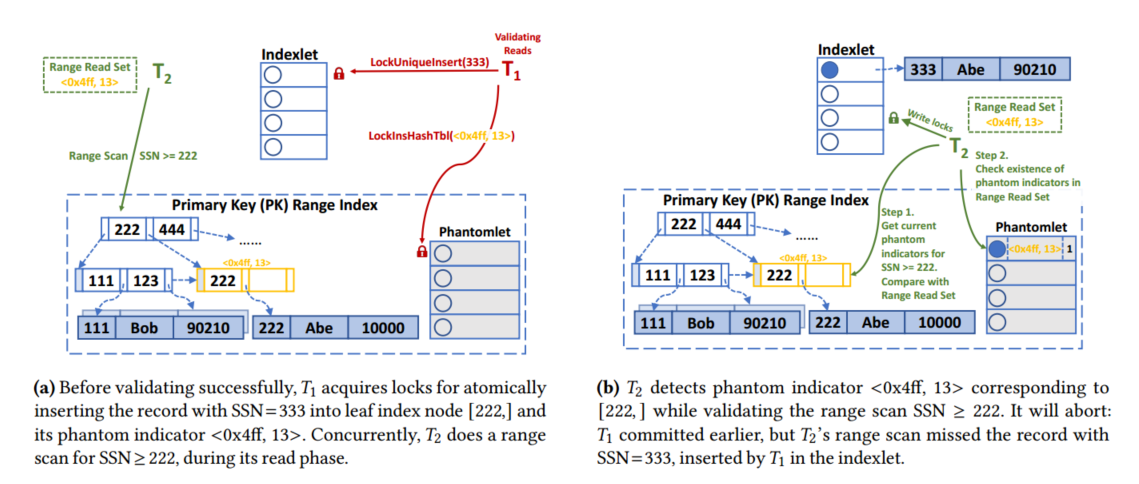 Validating
Reads
Indexlet
Range Read Set
<0x4ff, 13>
T2
LockUniqueInsert(333)
T1
LockInsHashTbl(<0x4ff, 13>)
Range Scan SSN >= 222
Primary Key (PK) Range Index
222 444
......
Phantomlet
<0x4ff, 13>
111 123 222
111 Bob 90210 222 Abe 10000
(a) Before validating successfully, T1 acquires locks for atomically
inserting the record with SSN=333 into leaf index node [222,] and
its phantom indicator <0x4ff, 13>. Concurrently, T2 does a range
scan for SSN ≥ 222, during its read phase.
Indexlet
333 Abe 90210
Range Read Set
<0x4ff, 13>
Write locks
T2
Step 2.
Check existence of
phantom indicators in
Range Read Set
Primary Key (PK) Range Index
Step 1.
Get current
phantom
indicators for
SSN >= 222.
Compare with
Range Read Set
Phantomlet
<0x4ff, 13> 1
222 444
......
<0x4ff, 13>
111 123 222
111 Bob 90210 222 Abe 10000
(b) T2 detects phantom indicator <0x4ff, 13> corresponding to
[222, ] while validating the range scan SSN ≥ 222. It will abort:
T1 committed earlier, but T2's range scan missed the record with
SSN=333, inserted by T1 in the indexlet.